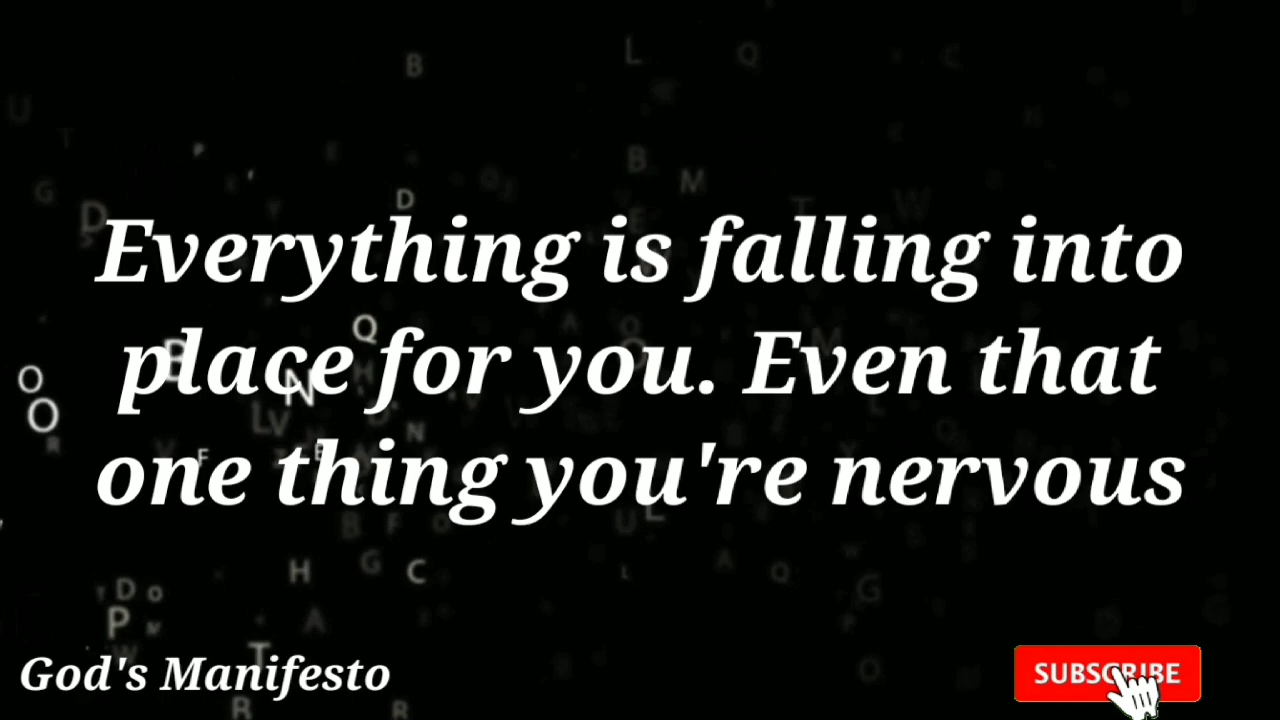 Everything is falling into
place for you. Even that
one thing you're nervous
God's Manifesto
SUBSCRIBE